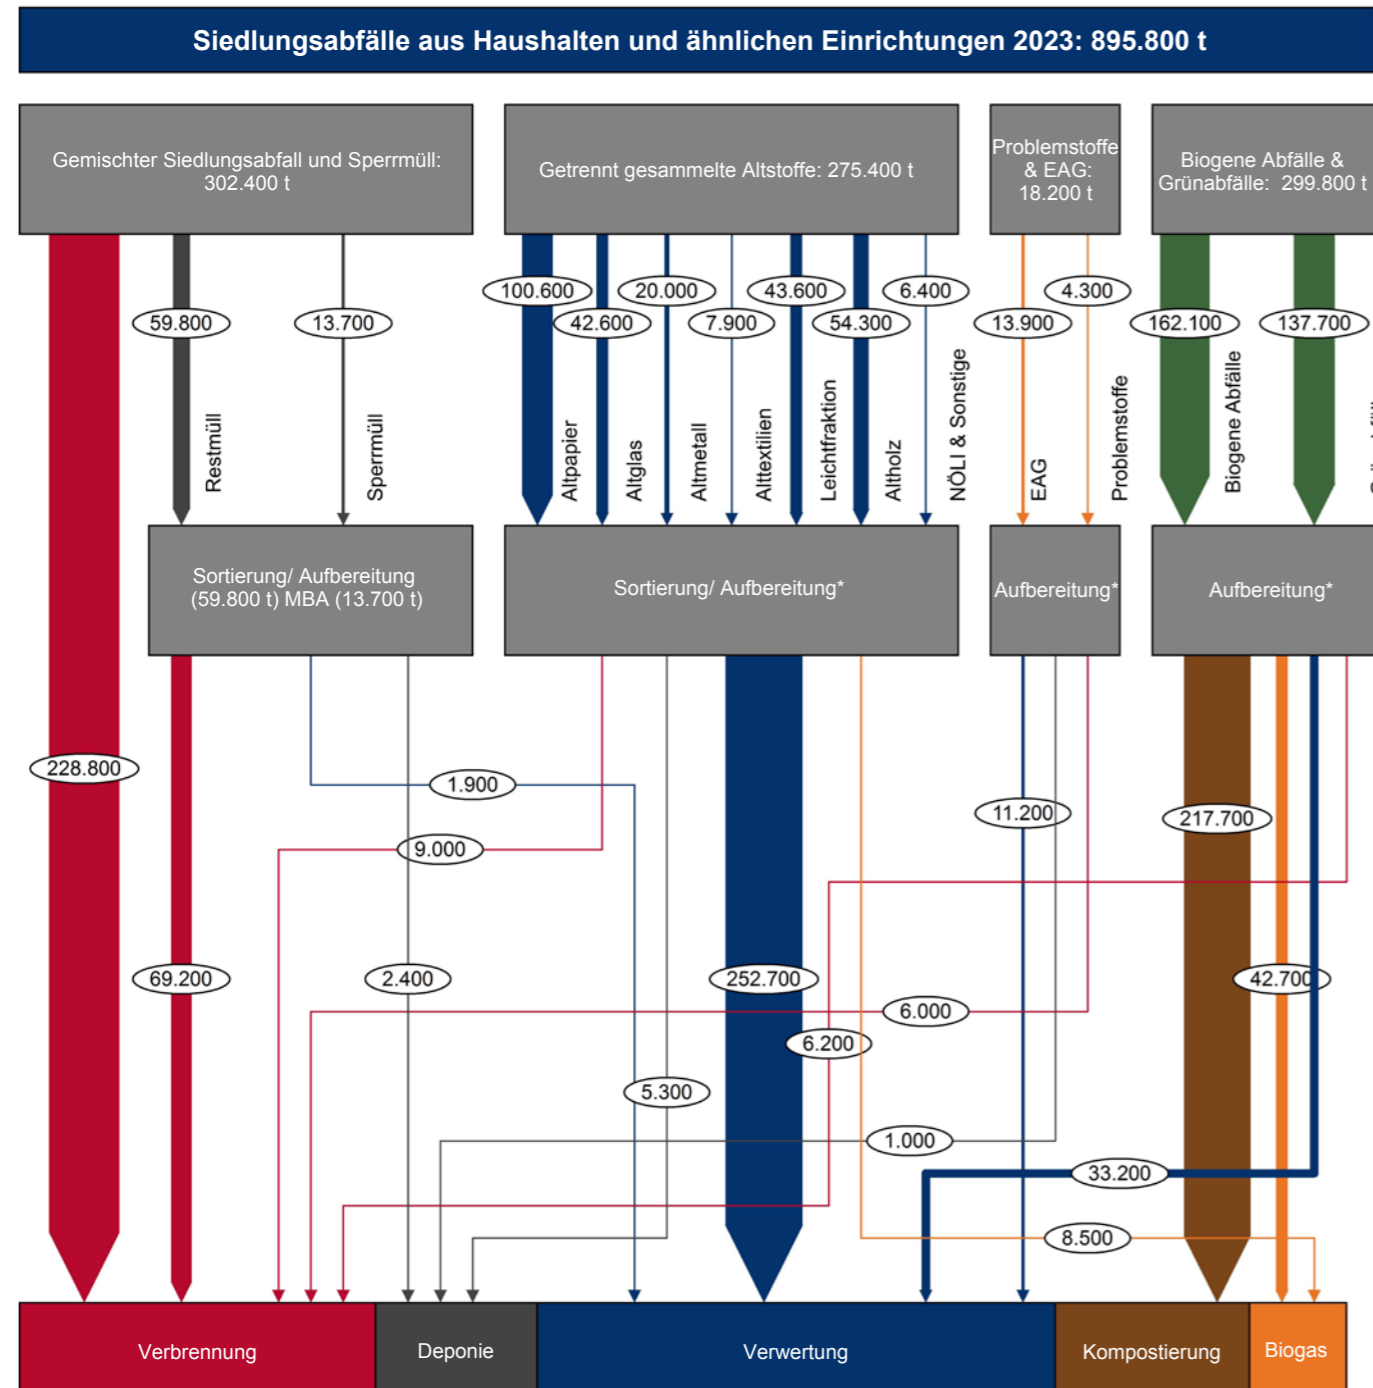 Siedlungsabfälle aus Haushalten und ähnlichen Einrichtungen 2023: 895.800 t
Gemischter Siedlungsabfall und Sperrmüll:
302.400 t
Getrennt gesammelte Altstoffe: 275.400 t
Problemstoffe
& EAG:
18.200 t
Biogene Abfälle &
Grünabfälle: 299.800 t
59.800
13.700
100.600
42.600
20.000
7.900
43.600
54.300
6.400
13.900
4.300
162.100
137.700
Restmüll
Sperrmüll
Altpapier
Altglas
Altmetall
Alttextilien
Leichtfraktion
Altholz
NÖLI & Sonstige
EAG
Problemstoffe
Biogene Abfälle
Sortierung/ Aufbereitung
(59.800 t) MBA (13.700 t)
Sortierung/ Aufbereitung*
Aufbereitung*
Aufbereitung*
228.800
1.900
9.000
11.200
217.700
69.200
2.400
252.700
42.700
6.000
6.200
5.300
1.000
33.200
8.500
Verbrennung
Deponie
Verwertung
Kompostierung
Biogas